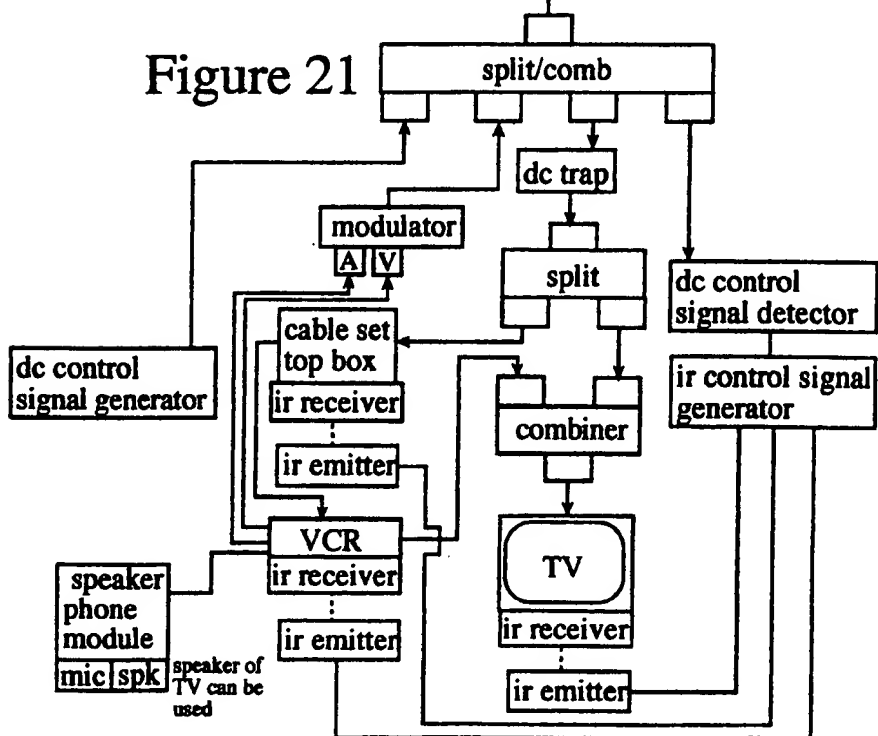 Figure 21
split/comb
dc trap
modulator
A V
split
dc control
signal detector
cable set
top box
ir receiver
dc control
signal generator
ir control signal
generator
combiner
ir emitter
VCR
ir receiver
TV
speaker
phone
module
mic spk
speaker of
TV can be
used
ir emitter
ir receiver
ir emitter